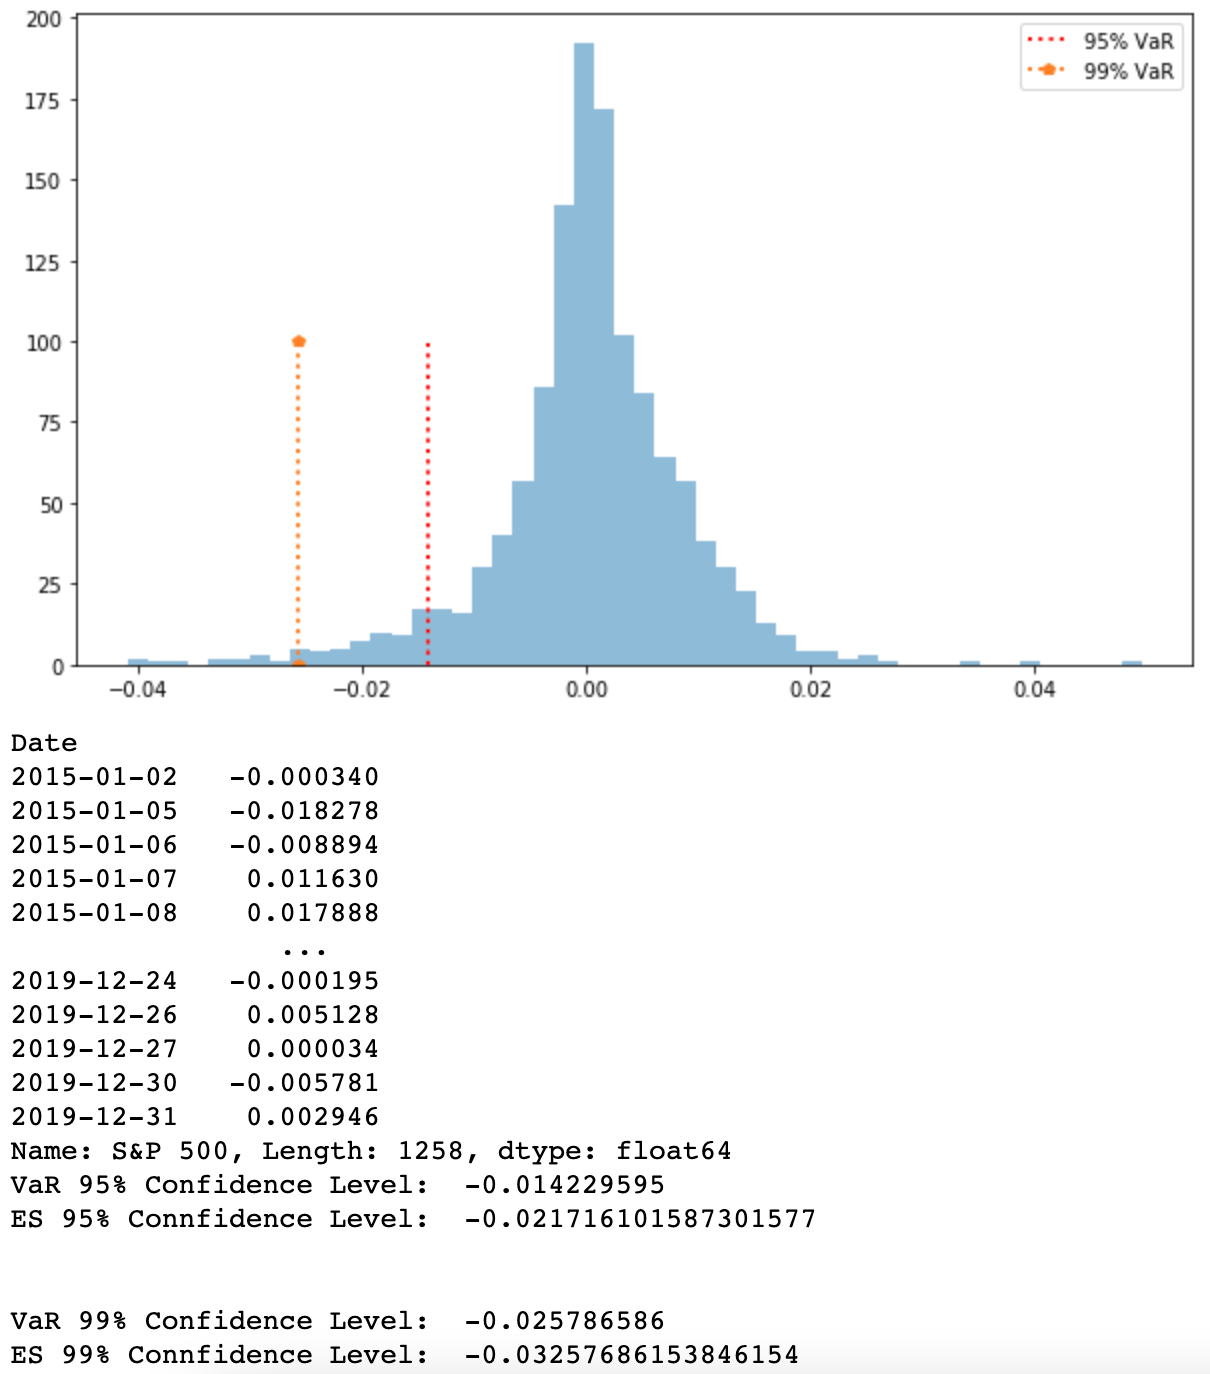 200
175
150
125
100
75
50
25
0
95% VaR
99% VaR
−0.04 −0.02 0.00 0.02 0.04
Date
2015-01-02 -0.000340
2015-01-05 -0.018278
2015-01-06 -0.008894
2015-01-07 0.011630
2015-01-08 0.017888
...
2019-12-24 -0.000195
2019-12-26 0.005128
2019-12-27 0.000034
2019-12-30 -0.005781
2019-12-31 0.002946
Name: S&P 500, Length: 1258, dtype: float64
VaR 95% Confidence Level: -0.014229595
ES 95% Connfidence Level: -0.021716101587301577
VaR 99% Confidence Level: -0.025786586
ES 99% Connfidence Level: -0.03257686153846154